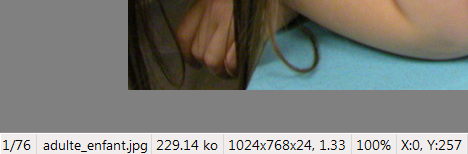 1/76 adulte_enfant.jpg 229.14 ko 1024x768x24, 1.33 100% X:0, Y:257